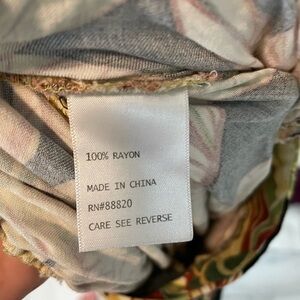 100% RAYON
MADE IN CHINA
RN#88820
CARE SEE REVERSE